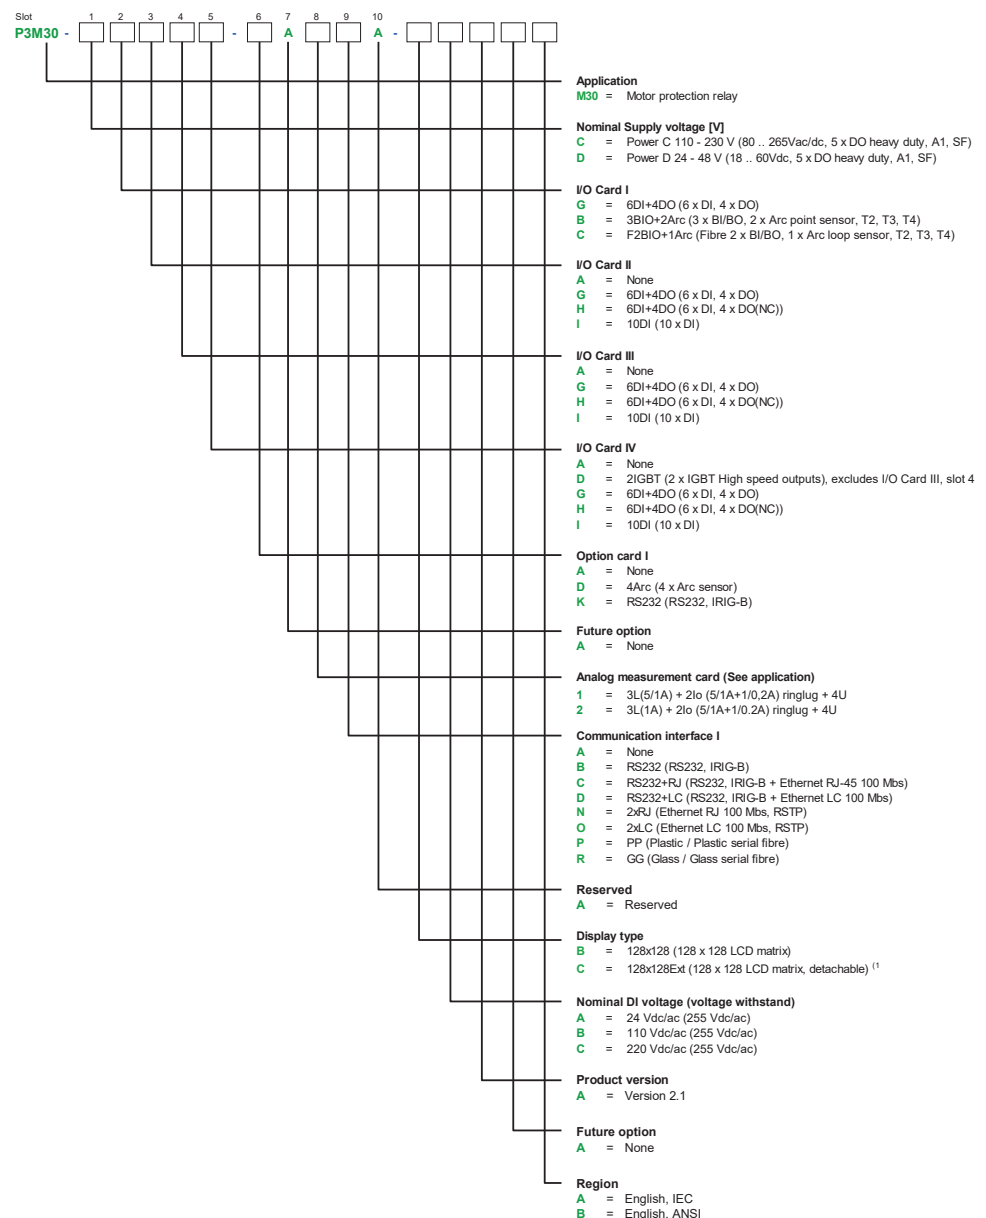 Slot 1 2 3 4 5 6 7 8 9 10
P3M30 - - A A -
Application
M30 = Motor protection relay
Nominal Supply voltage [V]
C = Power C 110 - 230 V (80 .. 265Vac/dc, 5 x DO heavy duty, A1, SF)
D = Power D 24 - 48 V (18 .. 60Vdc, 5 x DO heavy duty, A1, SF)
I/O Card I
G = 6DI+4DO (6 x DI, 4 x DO)
B = 3BIO+2Arc (3 x BI/BO, 2 x Arc point sensor, T2, T3, T4)
C = F2BIO+1Arc (Fibre 2 x BI/BO, 1 x Arc loop sensor, T2, T3, T4)
I/O Card II
A = None
G = 6DI+4DO (6 x DI, 4 x DO)
H = 6DI+4DO (6 x DI, 4 x DO(NC))
I = 10DI (10 x DI)
I/O Card III
A = None
G = 6DI+4DO (6 x DI, 4 x DO)
H = 6DI+4DO (6 x DI, 4 x DO(NC))
I = 10DI (10 x DI)
I/O Card IV
A = None
D = 2IGBT (2 x IGBT High speed outputs), excludes I/O Card III, slot 4
G = 6DI+4DO (6 x DI, 4 x DO)
H = 6DI+4DO (6 x DI, 4 x DO(NC))
I = 10DI (10 x DI)
Option card I
A = None
D = 4Arc (4 x Arc sensor)
K = RS232 (RS232, IRIG-B)
Future option
A = None
Analog measurement card (See application)
1 = 3L(5/1A) + 2Io (5/1A+1/0,2A) ringlug + 4U
2 = 3L(1A) + 2Io (5/1A+1/0.2A) ringlug + 4U
Communication interface I
A = None
B = RS232 (RS232, IRIG-B)
C = RS232+RJ (RS232, IRIG-B + Ethernet RJ-45 100 Mbs)
D = RS232+LC (RS232, IRIG-B + Ethernet LC 100 Mbs)
N = 2xRJ (Ethernet RJ 100 Mbs, RSTP)
O = 2xLC (Ethernet LC 100 Mbs, RSTP)
P = PP (Plastic / Plastic serial fibre)
R = GG (Glass / Glass serial fibre)
Reserved
A = Reserved
Display type
B = 128x128 (128 x 128 LCD matrix)
C = 128x128Ext (128 x 128 LCD matrix, detachable) (1
Nominal DI voltage (voltage withstand)
A = 24 Vdc/ac (255 Vdc/ac)
B = 110 Vdc/ac (255 Vdc/ac)
C = 220 Vdc/ac (255 Vdc/ac)
Product version
A = Version 2.1
Future option
A = None
Region
A = English, IEC
B = English, ANSI